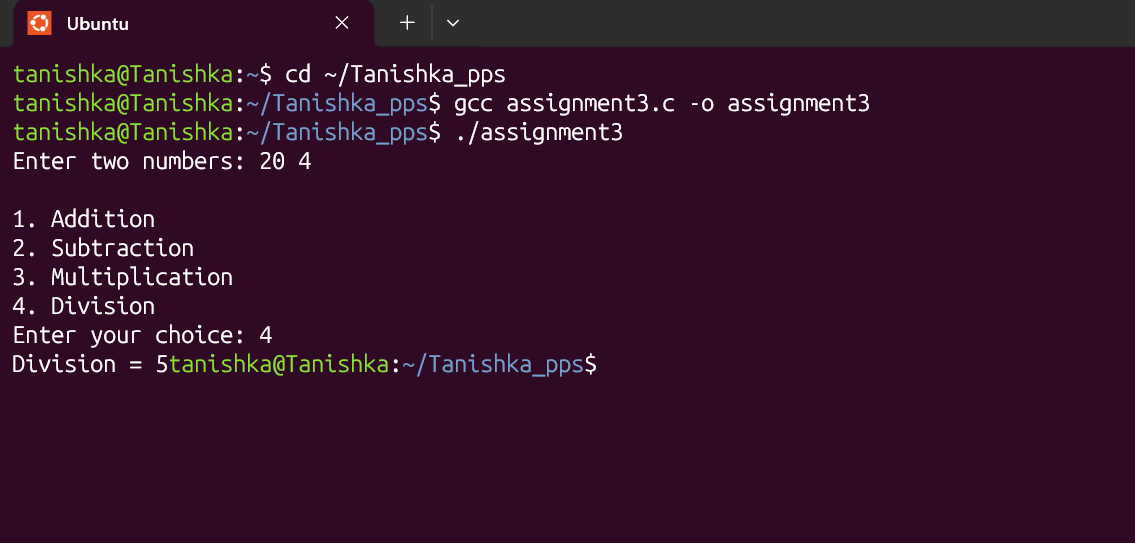 Ubuntu
tanishka@Tanishka:~$ cd ~/Tanishka_pps
tanishka@Tanishka:~/Tanishka_pps$ gcc assignment3.c -o assignment3
tanishka@Tanishka:~/Tanishka_pps$ ./assignment3
Enter two numbers: 20 4
1. Addition
2. Subtraction
3. Multiplication
4. Division
Enter your choice: 4
Division = 5tanishka@Tanishka:~/Tanishka_pps$